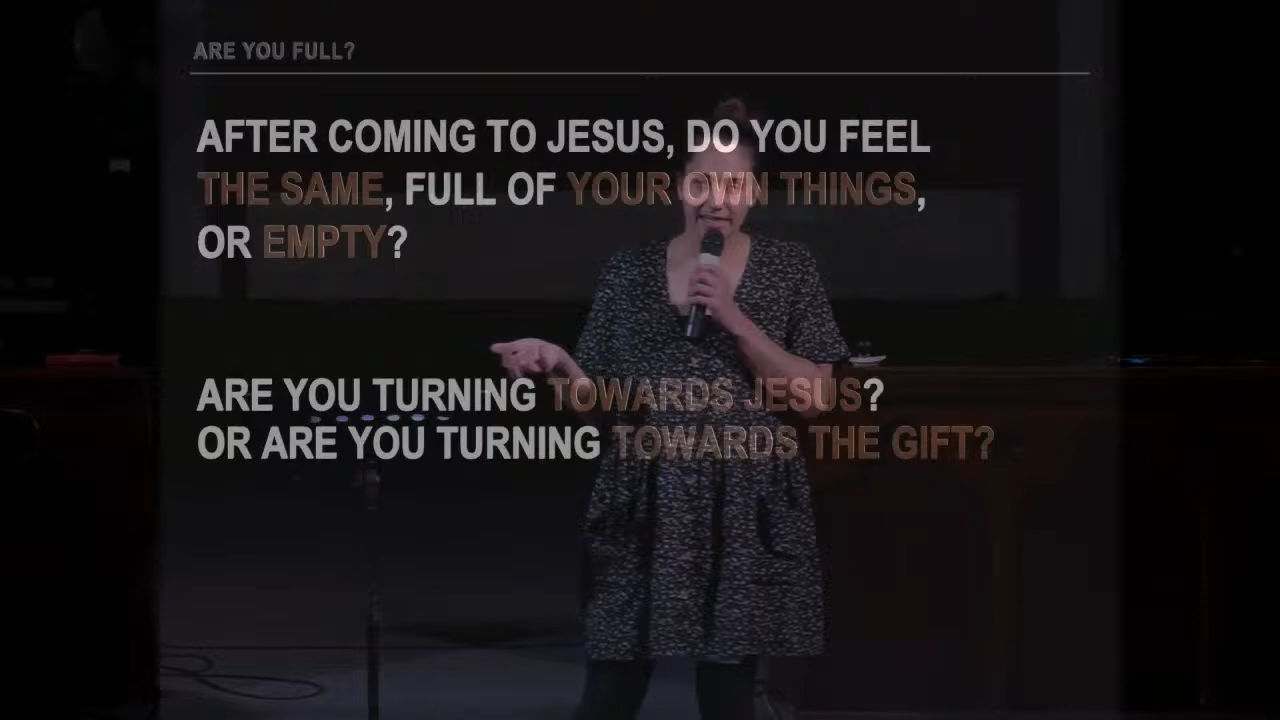 ARE YOU FULL?
AFTER COMING TO JESUS, DO YOU FEEL
THE SAME, FULL OF YOUR OWN THINGS,
OR EMPTY?
ARE YOU TURNING TOWARDS JESUS?
OR ARE YOU TURNING TOWARDS THE GIFT?